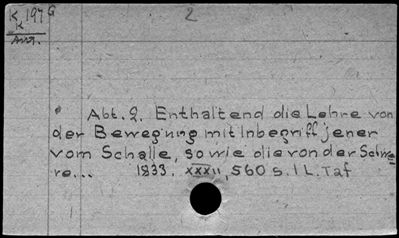 K 197 G 2
K
Abt. 2. Enthaltend die Lehre von
der Bewegung mit Inbegriff jener
vom Schalle, sowie die von der Schwe
re... 1833. XXXII, 560 S. 1 L. Taf